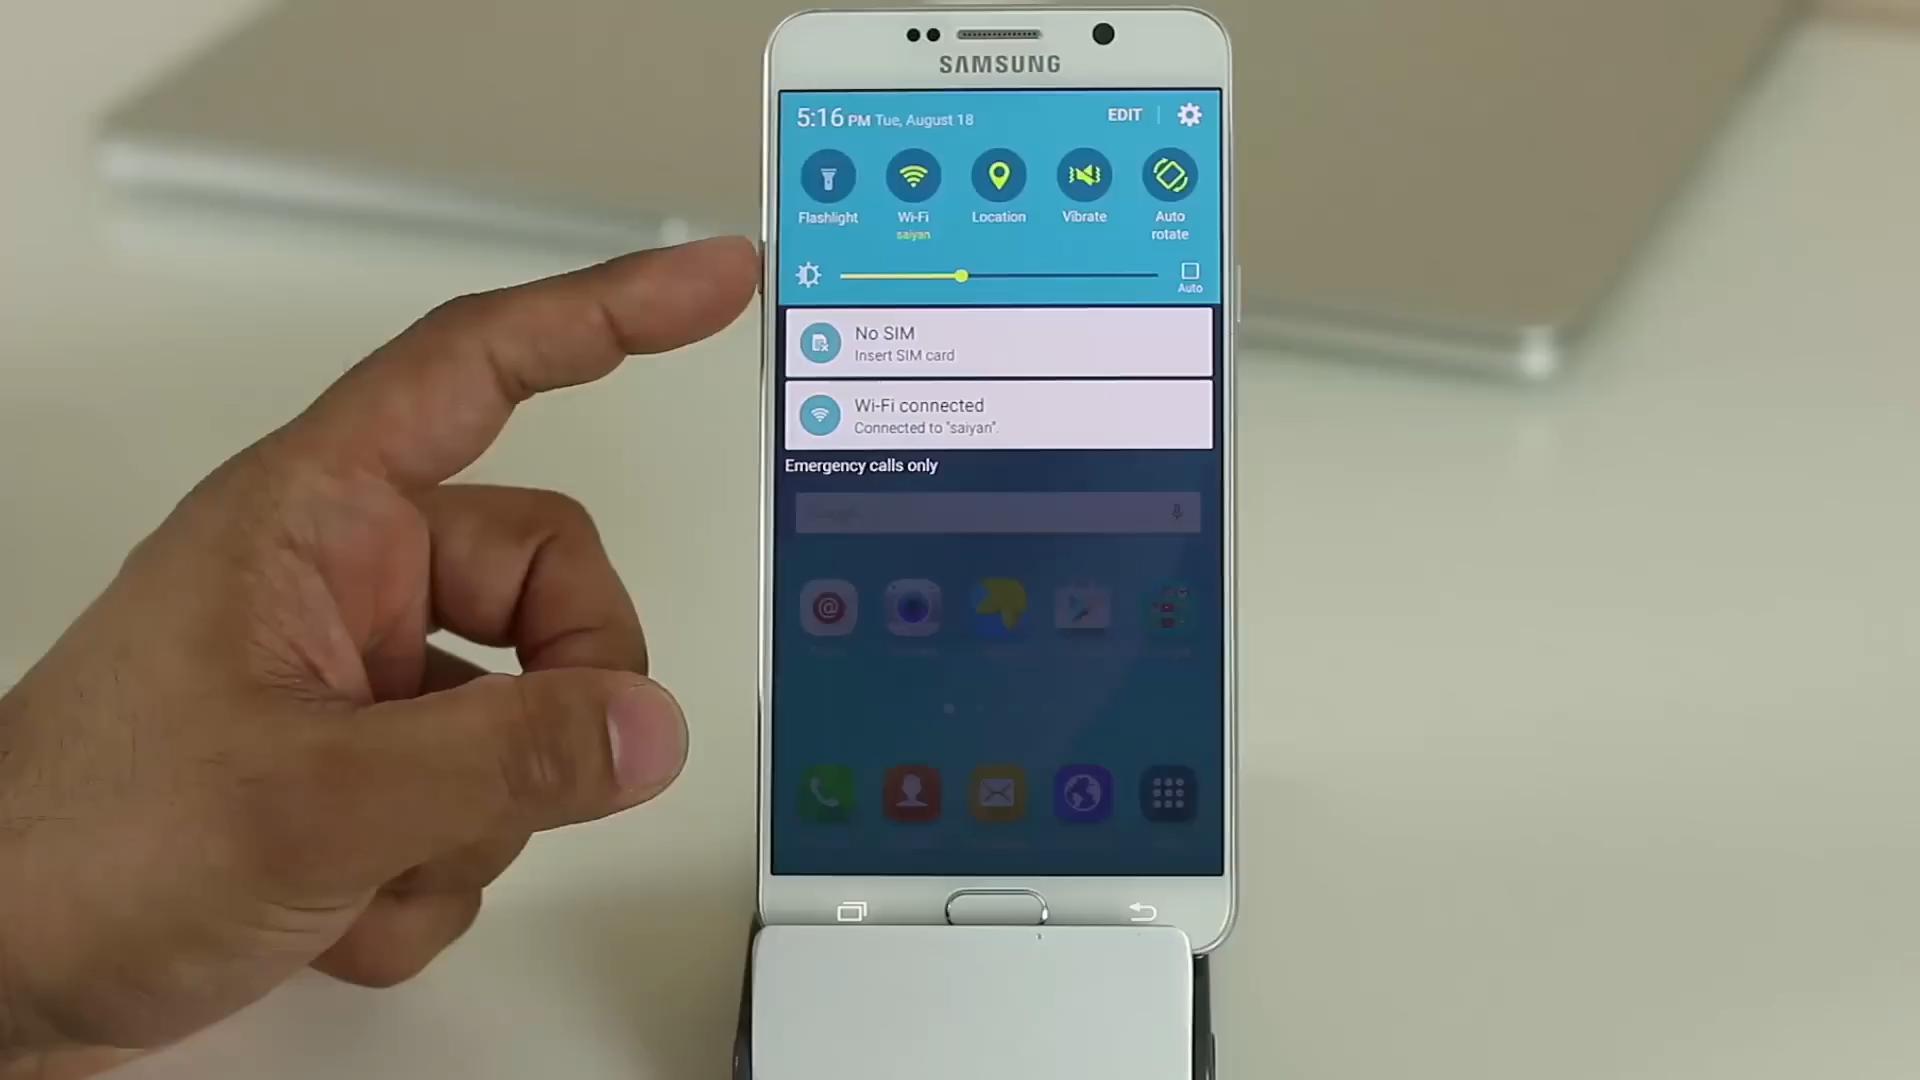 SAMSUNG
5:16 PM Tue, August 18
EDIT
Flashlight
Wi-Fi
saiyan
Location
Vibrate
Auto
rotate
Auto
No SIM
Insert SIM card
Wi-Fi connected
Connected to "saiyan".
Emergency calls only